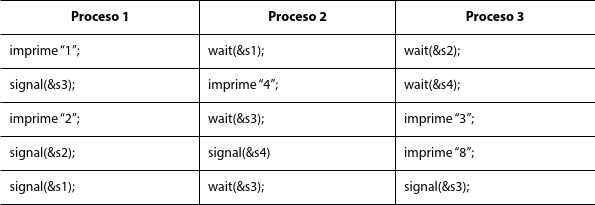 Proceso 1 Proceso 2 Proceso 3
imprime “1”; wait(&s1); wait(&s2);
signal(&s3); imprime “4”; wait(&s4);
imprime “2”; wait(&s3); imprime “3”;
signal(&s2); signal(&s4) imprime “8”;
signal(&s1); wait(&s3); signal(&s3);